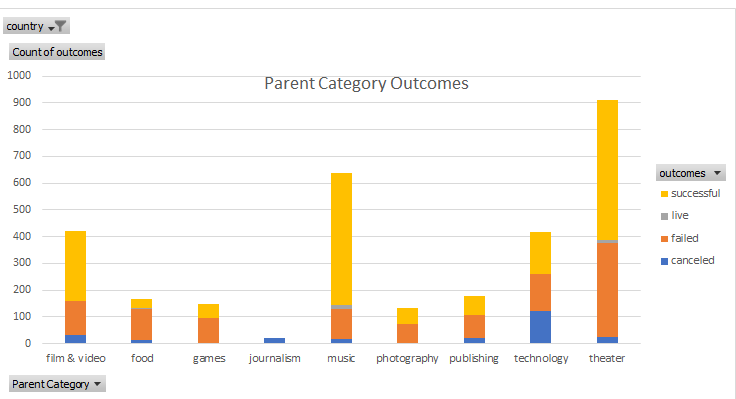 country
Count of outcomes
Parent Category Outcomes
1000
900
800
700
600
500
400
300
200
100
0
film & video food games journalism music photography publishing technology theater
outcomes
successful
live
failed
canceled
Parent Category